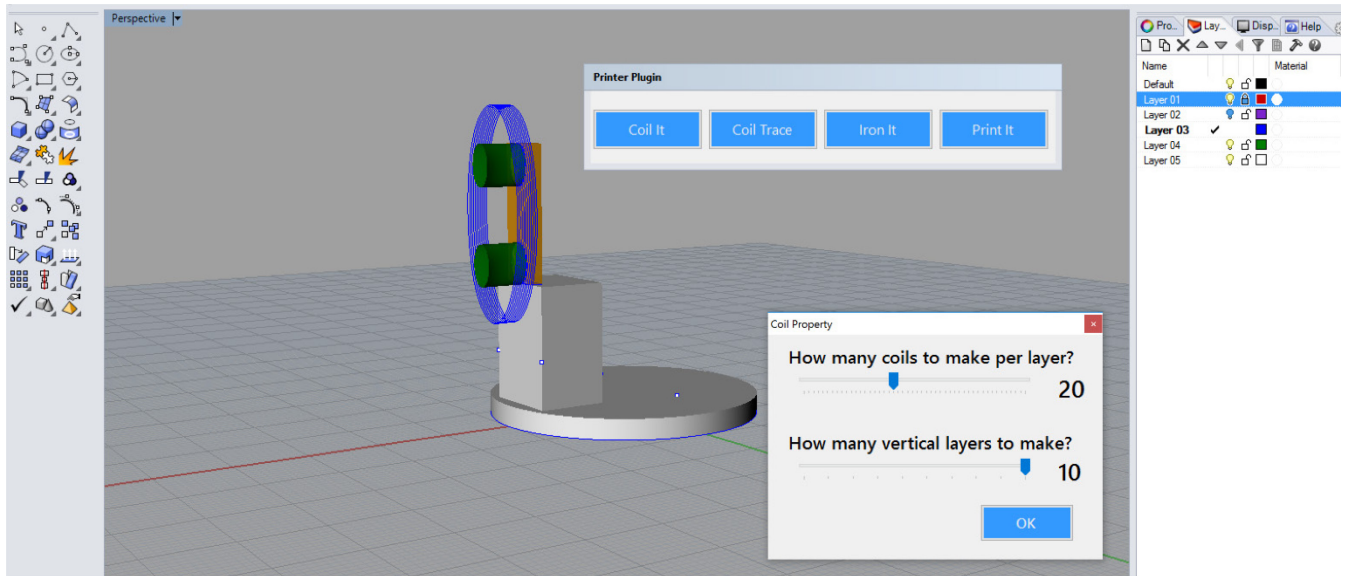 Perspective
Printer Plugin
Coil It
Coil Trace
Iron It
Print It
Coil Property
How many coils to make per layer?
20
How many vertical layers to make?
10
OK
Pro...
Lay...
Disp...
Help
Name
Material
Default
Layer 01
Layer 02
Layer 03
Layer 04
Layer 05